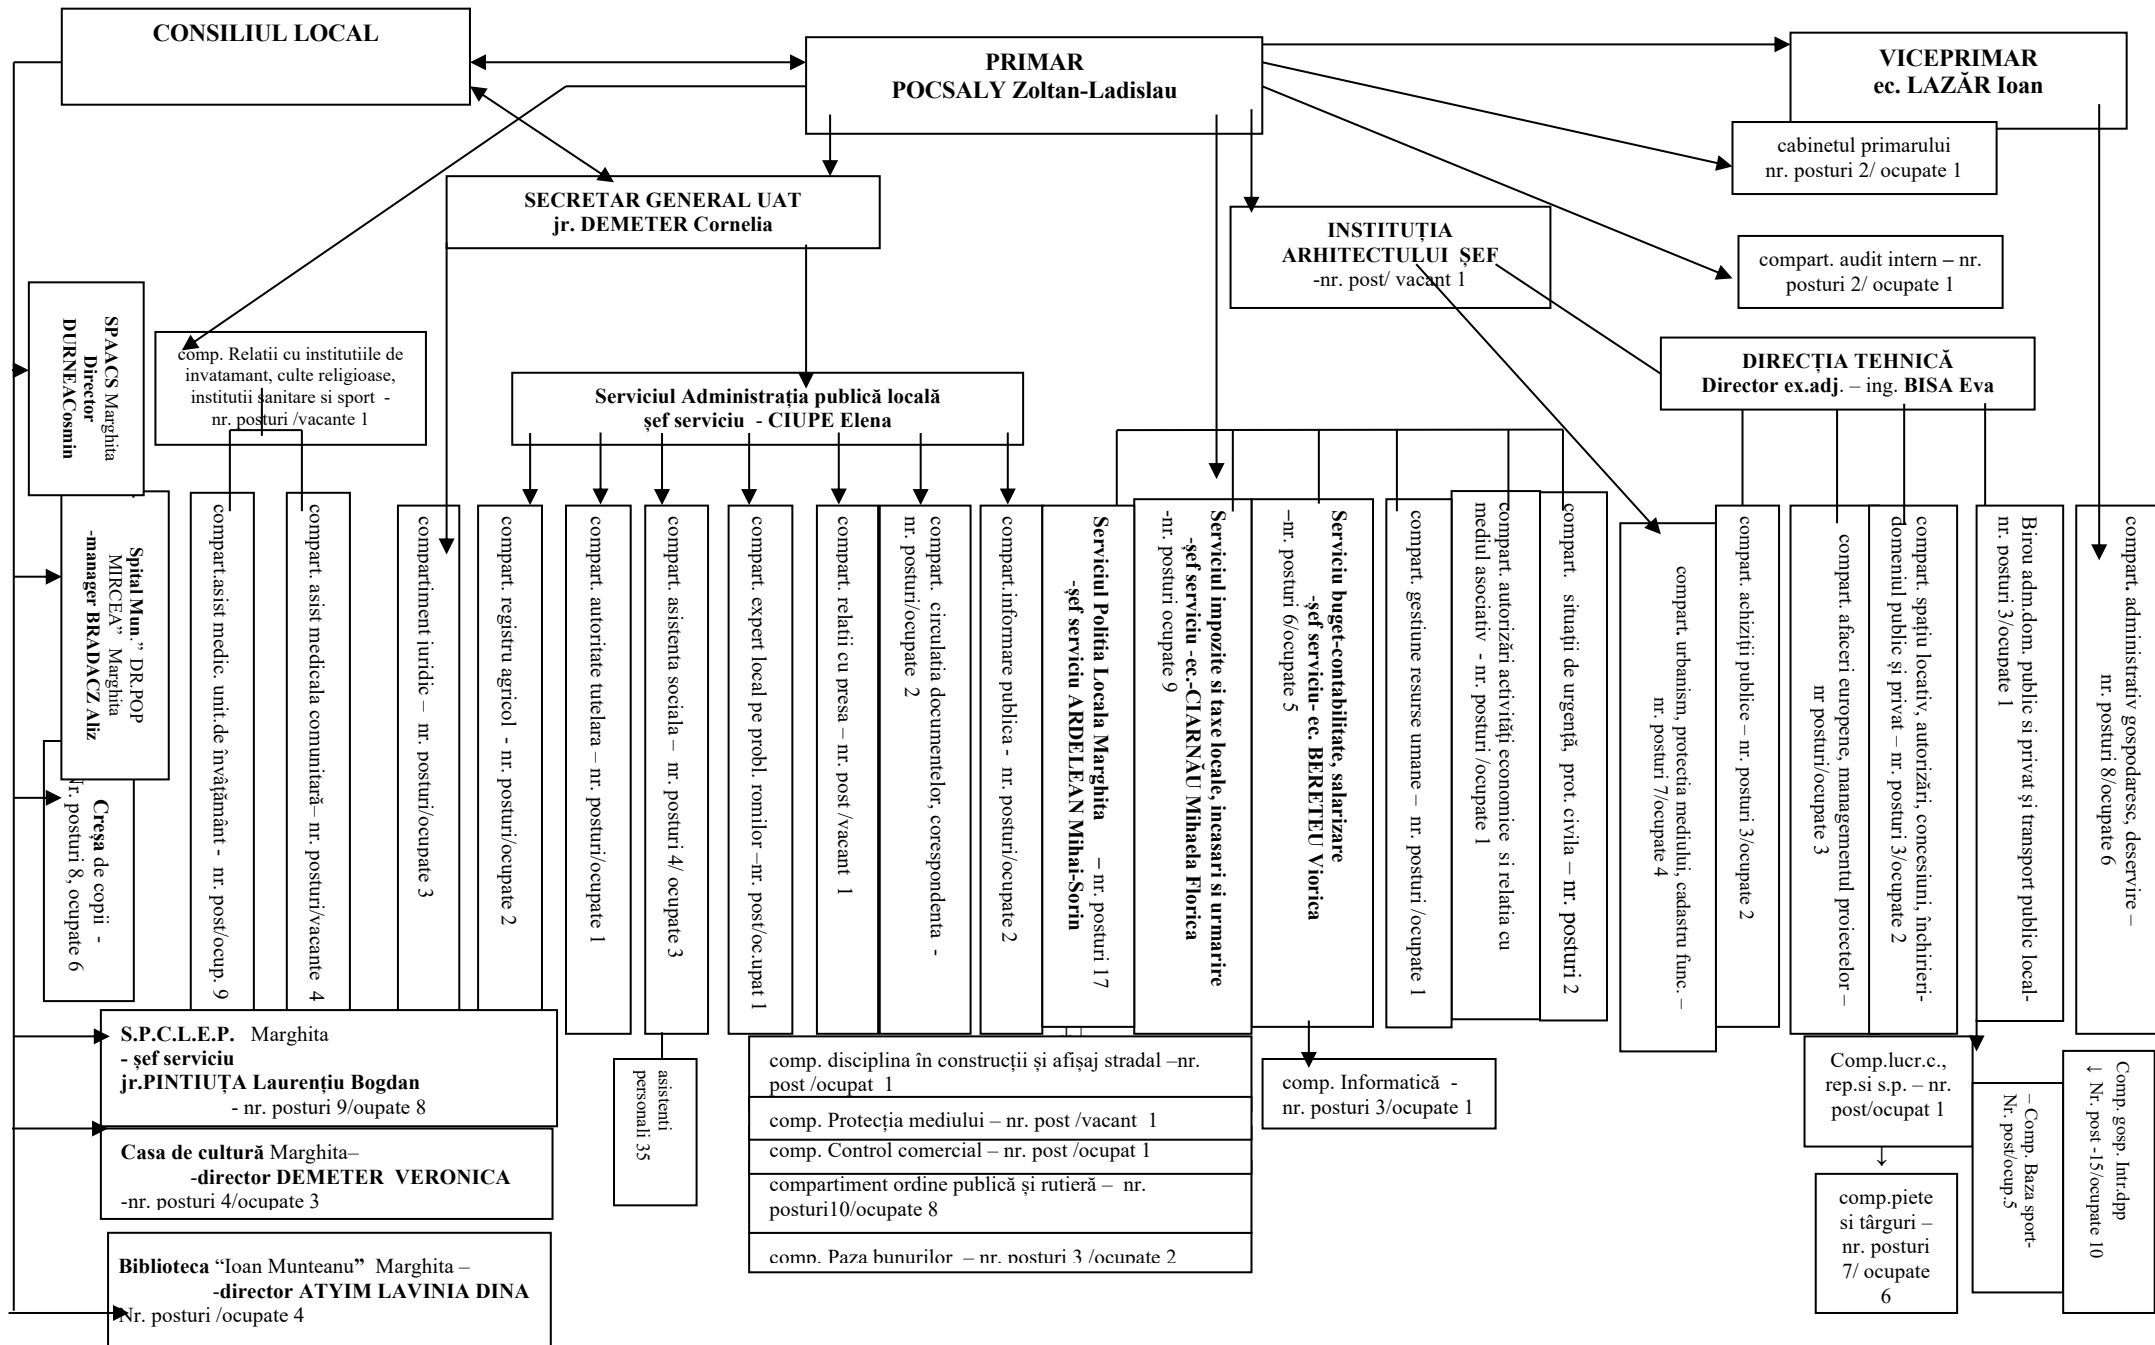 CONSILIUL LOCAL
PRIMAR
POCSALY Zoltan-Ladislau
VICEPRIMAR
ec. LAZĂR Ioan
cabinetul primarului
nr. posturi 2/ ocupate 1
SECRETAR GENERAL UAT
jr. DEMETER Cornelia
INSTITUȚIA
ARHITECTULUI ȘEF
-nr. post/ vacant 1
compart. audit intern – nr.
posturi 2/ ocupate 1
SPAACS Marghita
Director
DURNEACosmin
comp. Relatii cu institutiile de
invatamant, culte religioase,
institutii sanitare si sport -
nr. posturi /vacante 1
Serviciul Administrația publică locală
șef serviciu - CIUPE Elena
DIRECȚIA TEHNICĂ
Director ex.adj. – ing. BISA Eva
Spital Mun.” DR.POP
MIRCEA” Marghita
-manager BRADACZ Aliz
Creșa de copii -
Nr. posturi 8, ocupate 6
compart.asist medic. unit.de învățământ - nr. post/ocup. 9
compart. asist medicala comunitară– nr. posturi/vacante 4
compartiment juridic – nr. posturi/ocupate 3
compart. registru agricol - nr. posturi/ocupate 2
compart. autoritate tutelara – nr. posturi/ocupate 1
compart. asistenta sociala – nr. posturi 4/ ocupate 3
compart. expert local pe probl. romilor –nr. post/oc.upat 1
compart. relatii cu presa – nr. post /vacant 1
compart. circulatia documentelor, corespondenta -
nr. posturi/ocupate 2
compart.informare publica - nr. posturi/ocupate 2
Serviciul Politia Locala Marghita – nr. posturi 17
-șef serviciu ARDELEAN Mihai-Sorin
Serviciul impozite si taxe locale, incasari si urmarire
-șef serviciu -ec.-CIARNĂU Mihaela Florica
-nr. posturi ocupate 9
Serviciu buget-contabilitate, salarizare
-șef serviciu- ec. BERETEU Viorica
–nr. posturi 6/ocupate 5
compart. gestiune resurse umane – nr. posturi /ocupate 1
compart. autorizări activități economice si relatia cu
mediul asociativ - nr. posturi /ocupate 1
compart. situații de urgență, prot. civila – nr. posturi 2
compart. urbanism, protectia mediului, cadastru func. –
nr. posturi 7/ocupate 4
compart. achiziții publice – nr. posturi 3/ocupate 2
compart. afaceri europene, managementul proiectelor–
nr posturi/ocupate 3
compart. spațiu locativ, autorizări, concesiuni, închirieri-
domeniul public și privat – nr. posturi 3/ocupate 2
Birou adm.dom. public si privat și transport public local-
nr. posturi 3/ocupate 1
compart. administrativ gospodaresc, deservire –
nr. posturi 8/ocupate 6
S.P.C.L.E.P. Marghita
- șef serviciu
jr.PINTIUȚA Laurențiu Bogdan
- nr. posturi 9/oupate 8
Casa de cultură Marghita–
-director DEMETER VERONICA
-nr. posturi 4/ocupate 3
Biblioteca “Ioan Munteanu” Marghita –
-director ATYIM LAVINIA DINA
Nr. posturi /ocupate 4
asistenti
personali 35
comp. disciplina în construcții și afișaj stradal –nr.
post /ocupat 1
comp. Protecția mediului – nr. post /vacant 1
comp. Control comercial – nr. post /ocupat 1
compartiment ordine publică și rutieră – nr.
posturi10/ocupate 8
comp. Paza bunurilor – nr. posturi 3 /ocupate 2
comp. Informatică -
nr. posturi 3/ocupate 1
Comp.lucr.c.,
rep.si s.p. – nr.
post/ocupat 1
↓
comp.piete
si târguri –
nr. posturi
7/ ocupate
6
– Comp. Baza sport-
Nr. post/ocup.5
Comp. gosp. Intr.dpp
↓ Nr. post -15/ocupate 10